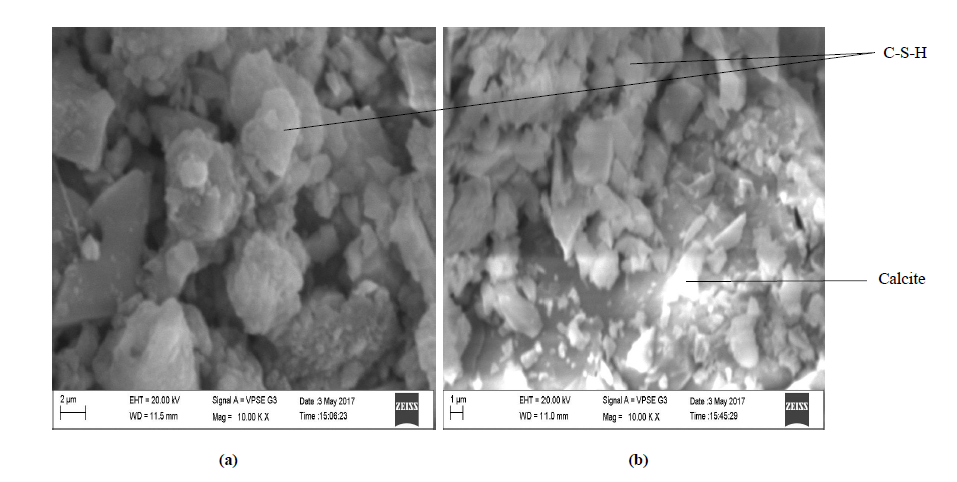 C-S-H
Calcite
2 µm EHT = 20.00 kV Signal A = VPSE G3 Date :3 May 2017 ZEISS
WD = 11.5 mm Mag = 10.00 K X Time :15:06:23
1 µm EHT = 20.00 kV Signal A = VPSE G3 Date :3 May 2017 ZEISS
WD = 11.0 mm Mag = 10.00 K X Time :15:45:29
(a)
(b)